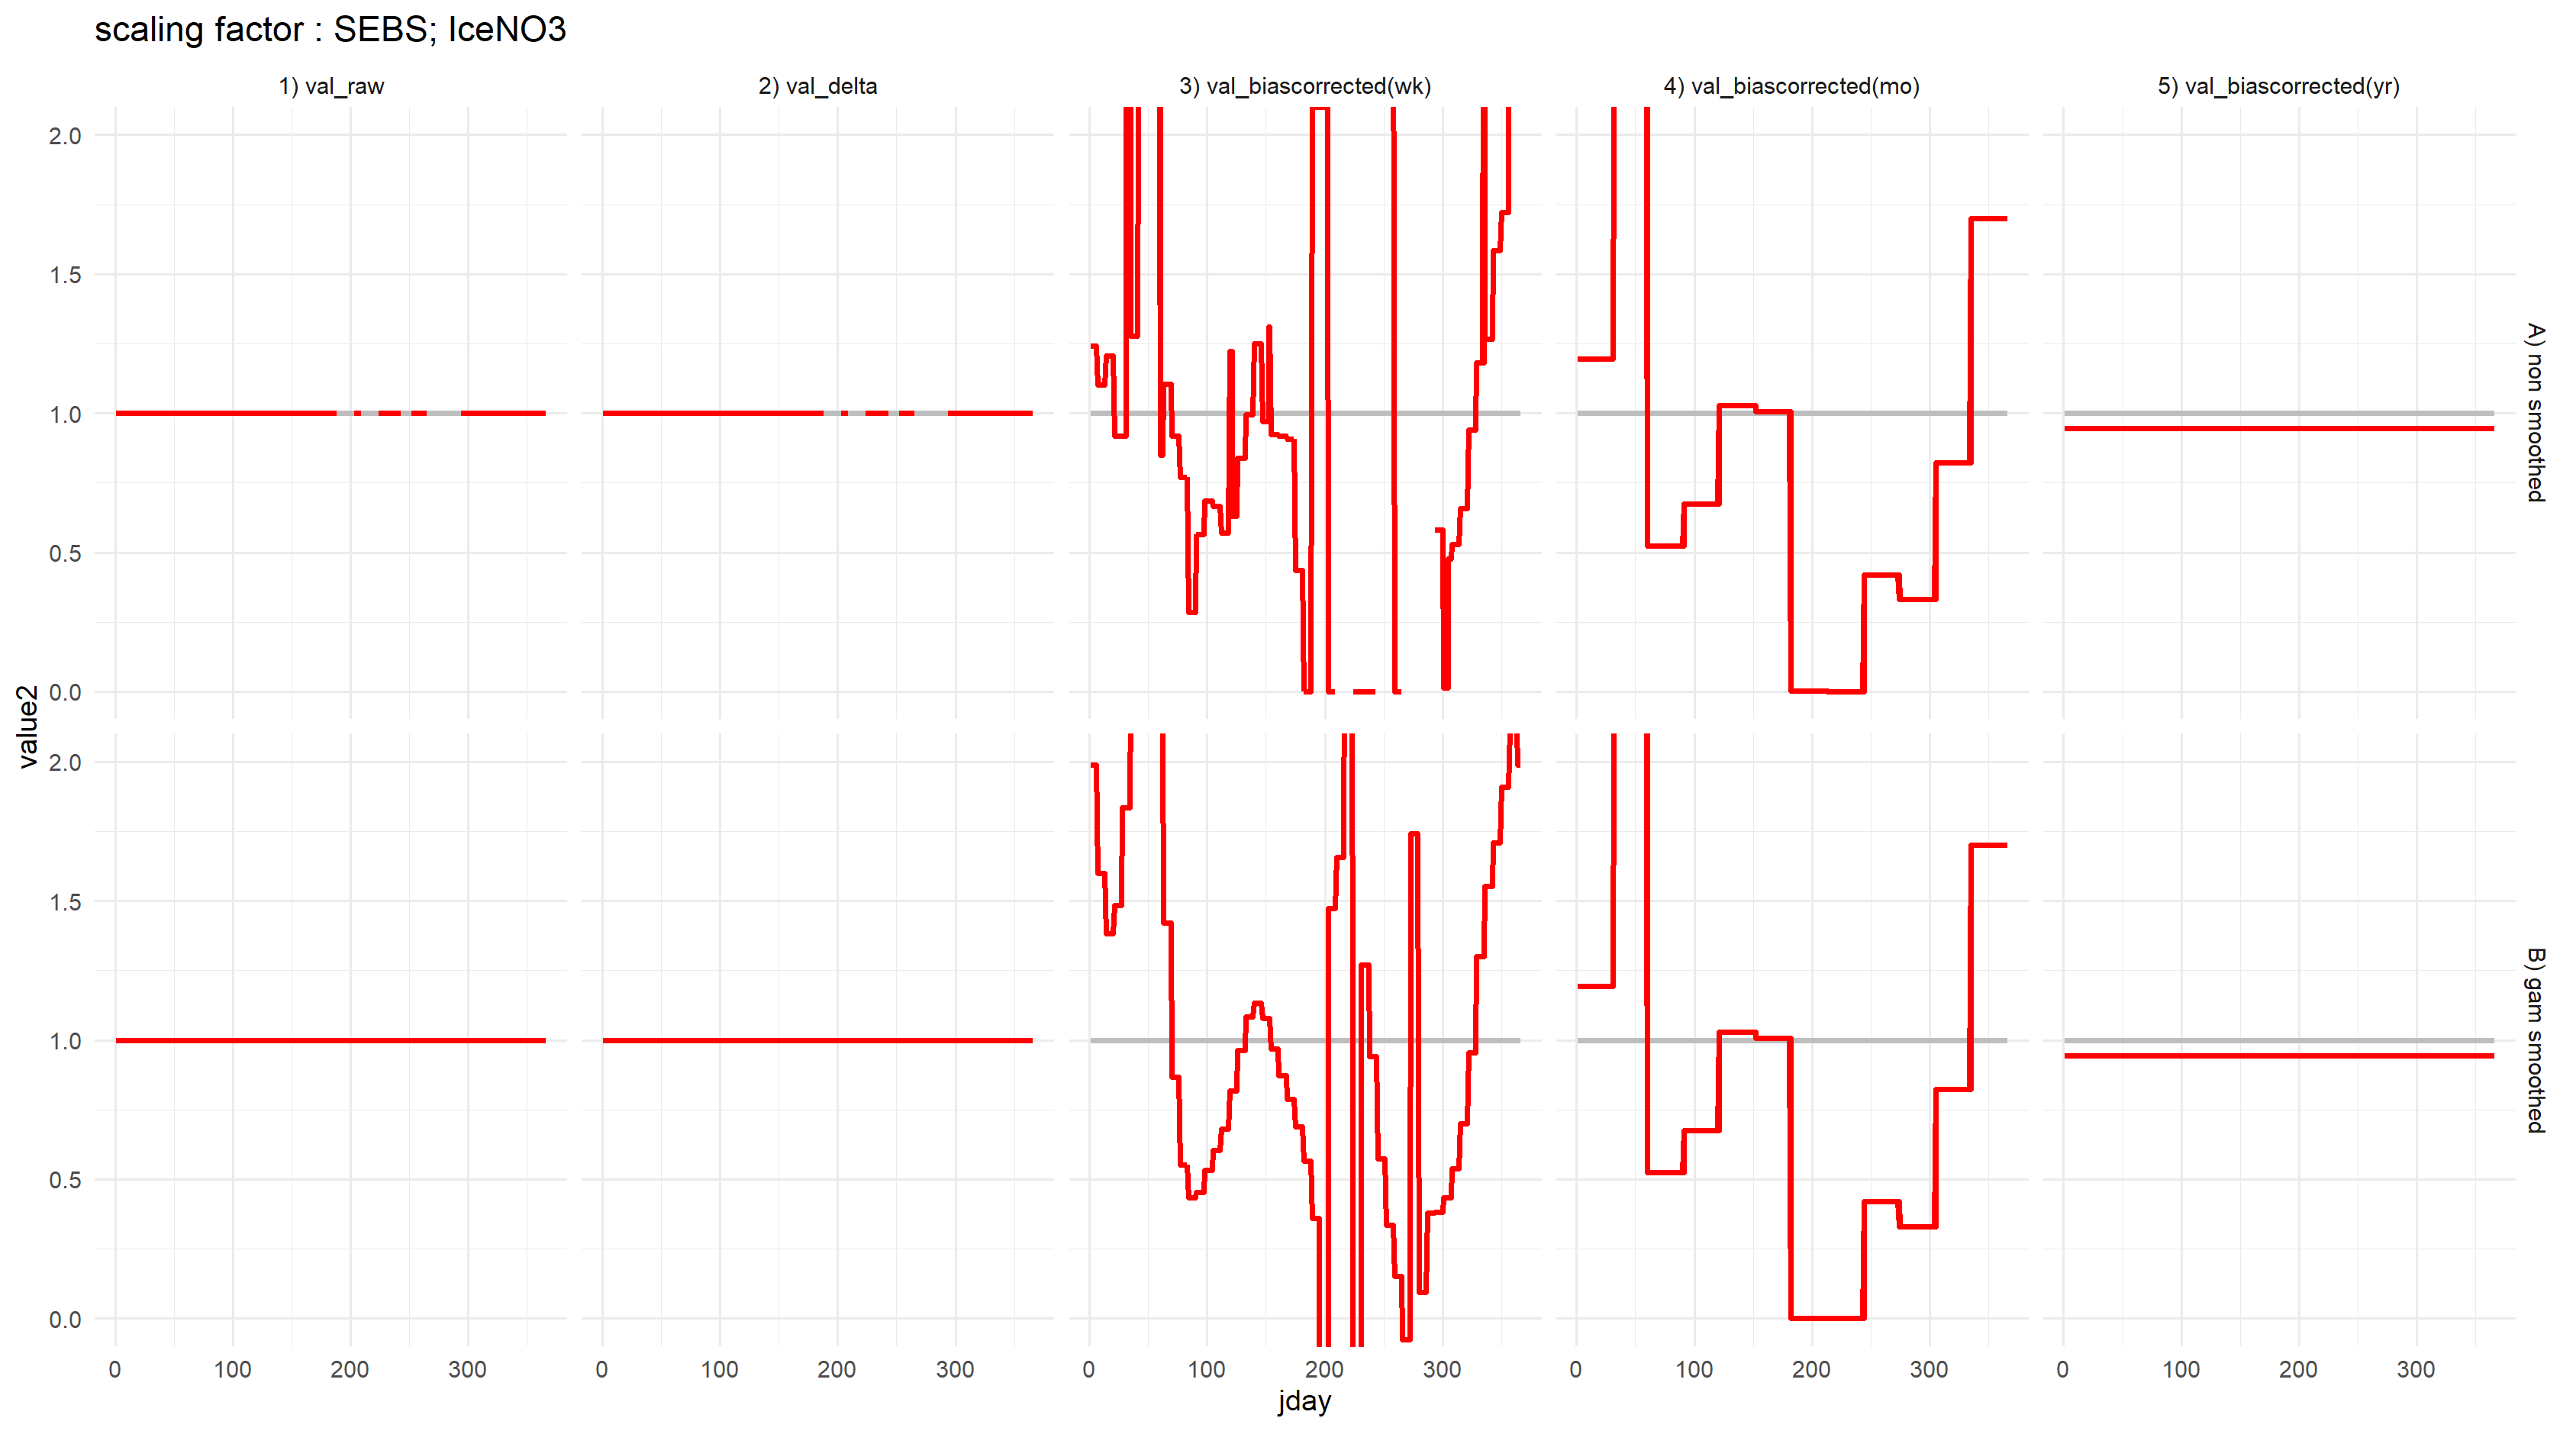 scaling factor : SEBS; IceNO3
1) val_raw
2) val_delta
3) val_biascorrected(wk)
4) val_biascorrected(mo)
5) val_biascorrected(yr)
2.0
1.5
1.0
0.5
0.0
A) non smoothed
value2
2.0
1.5
1.0
0.5
0.0
B) gam smoothed
0 100 200 300
0 100 200 300
0 100 200 300
0 100 200 300
0 100 200 300
jday